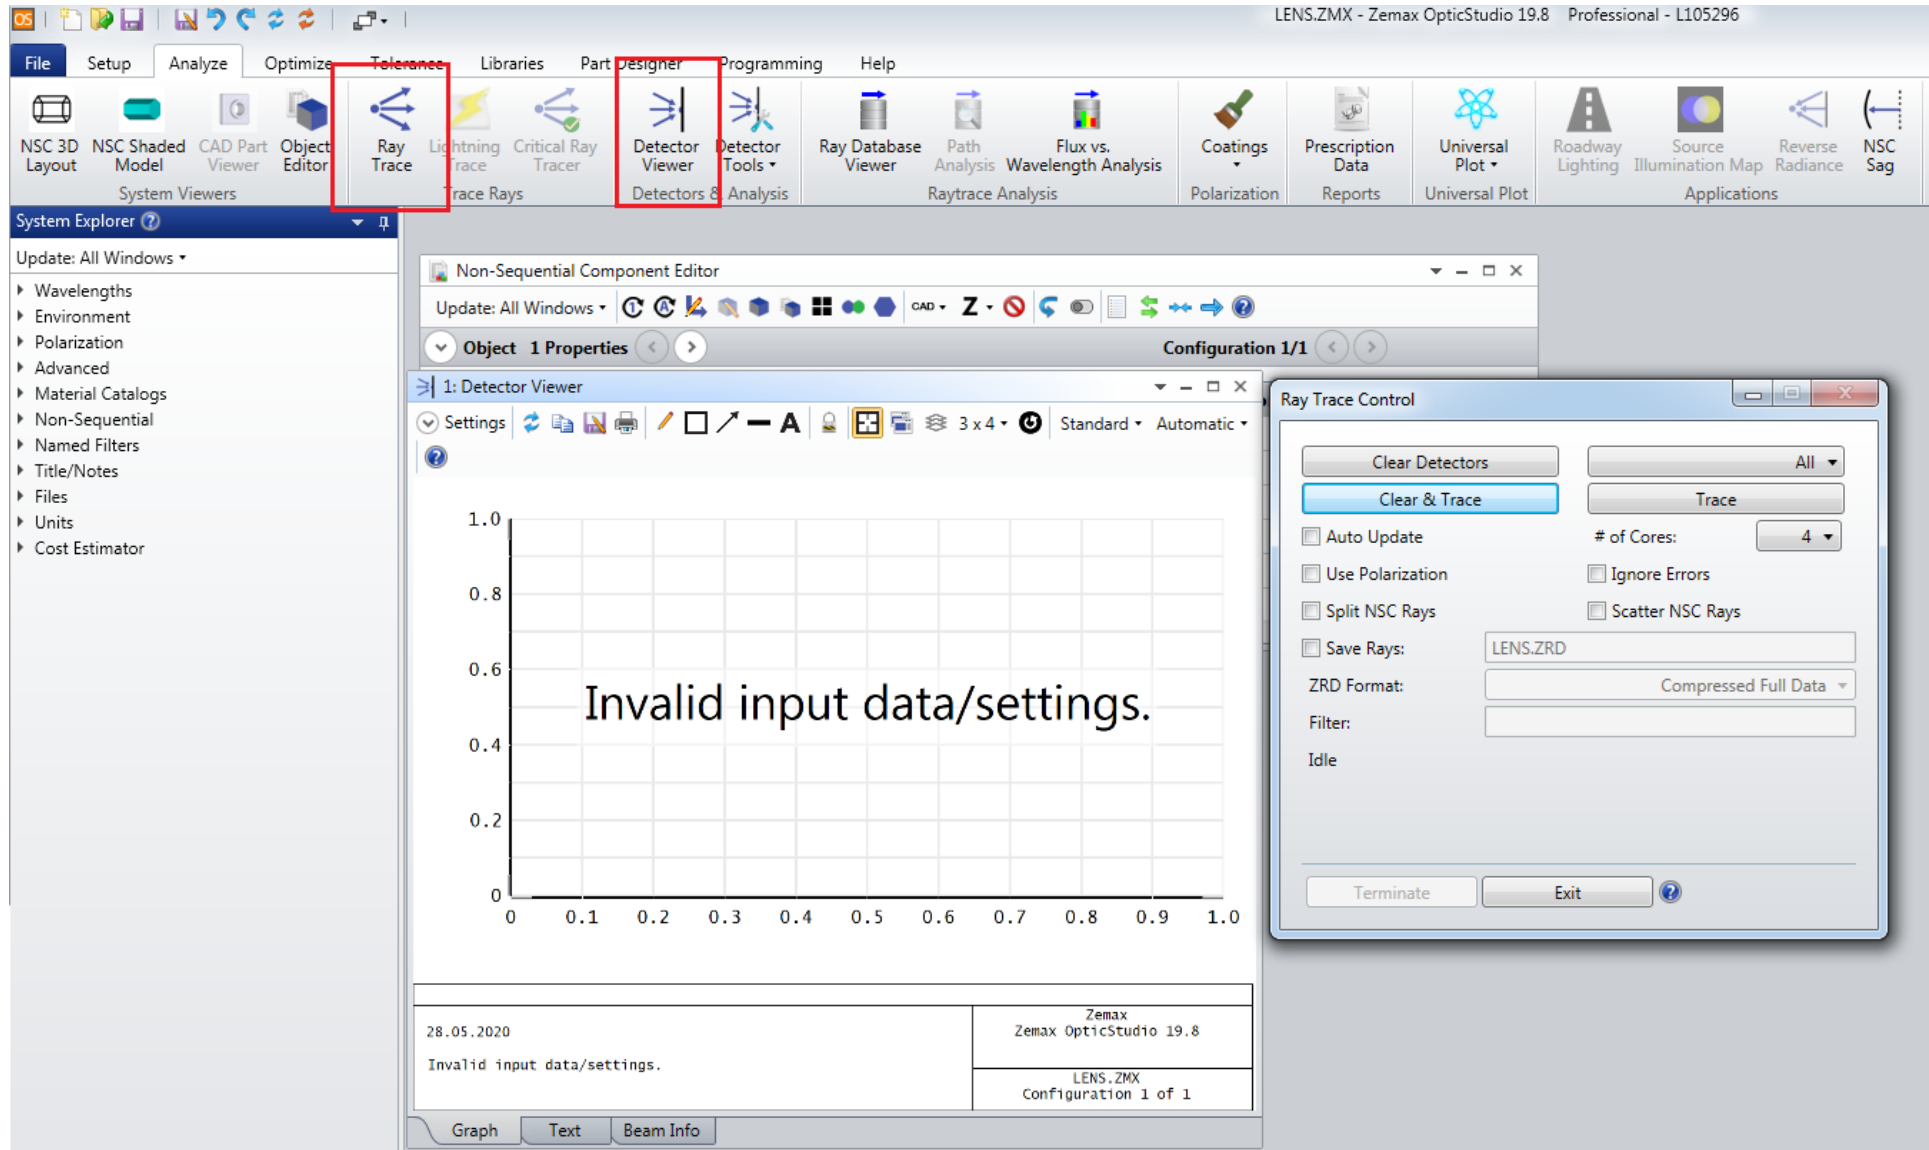 OS
LENS.ZMX - Zemax OpticStudio 19.8 Professional - L105296
File Setup Analyze Optimize Tolerance Libraries Part Designer Programming Help
NSC 3D Layout
NSC Shaded Model
CAD Part Viewer
Object Editor
Ray Trace
Lightning Trace
Critical Ray Tracer
Detector Viewer
Detector Tools
Ray Database Viewer
Path Analysis
Flux vs. Wavelength Analysis
Coatings
Prescription Data
Universal Plot
Roadway Lighting
Source Illumination Map
Reverse Radiance
NSC Sag
System Viewers
Trace Rays
Detectors & Analysis
Raytrace Analysis
Polarization
Reports
Universal Plot
Applications
System Explorer
Update: All Windows
Wavelengths
Environment
Polarization
Advanced
Material Catalogs
Non-Sequential
Named Filters
Title/Notes
Files
Units
Cost Estimator
Non-Sequential Component Editor
Update: All Windows
CAD
Z
Object 1 Properties
Configuration 1/1
1: Detector Viewer
Settings
A
3 x 4
Standard
Automatic
1.0
0.8
0.6
0.4
0.2
0
Invalid input data/settings.
0 0.1 0.2 0.3 0.4 0.5 0.6 0.7 0.8 0.9 1.0
28.05.2020
Invalid input data/settings.
Zemax
Zemax OpticStudio 19.8
LENS.ZMX
Configuration 1 of 1
Graph Text Beam Info
Ray Trace Control
Clear Detectors All
Clear & Trace Trace
Auto Update # of Cores: 4
Use Polarization Ignore Errors
Split NSC Rays Scatter NSC Rays
Save Rays: LENS.ZRD
ZRD Format: Compressed Full Data
Filter:
Idle
Terminate Exit